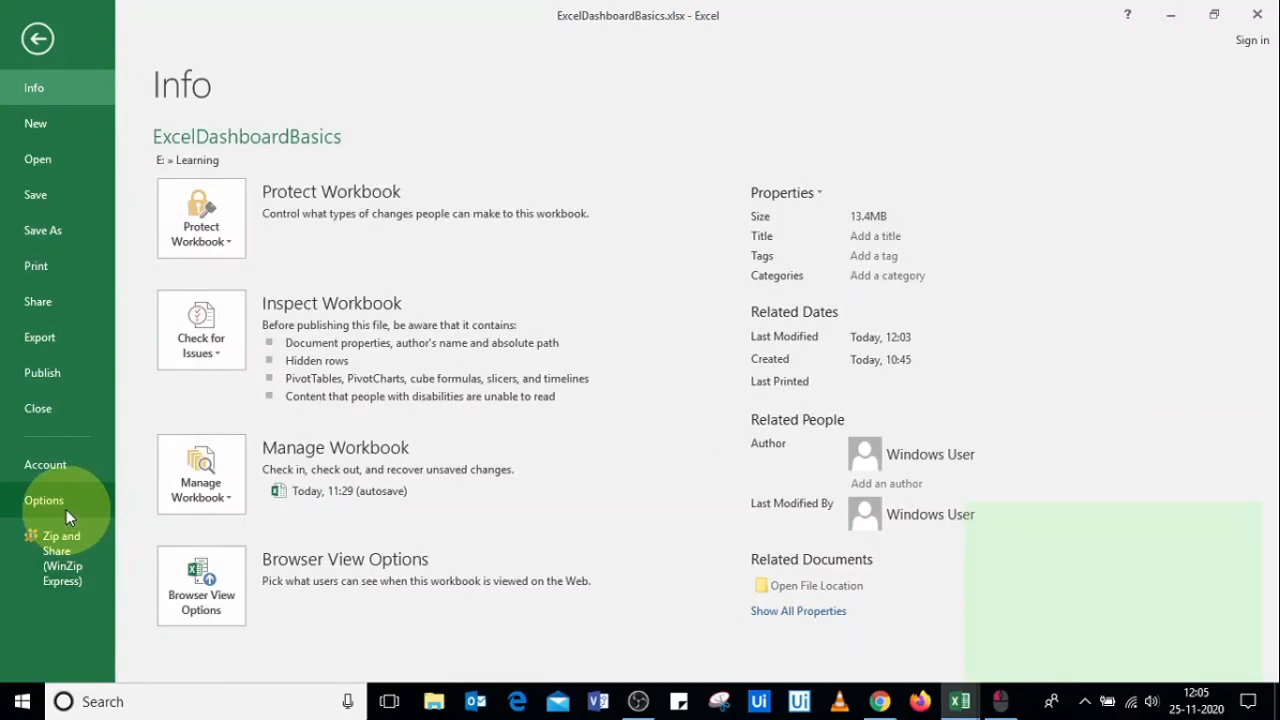 ExcelDashboardBasics.xlsx - Excel
?
Sign in
Info
New
Open
Save
Save As
Print
Share
Export
Publish
Close
Account
Options
Zip and
Share
(WinZip
Express)
Info
ExcelDashboardBasics
E: » Learning
Protect
Workbook
Protect Workbook
Control what types of changes people can make to this workbook.
Check for
Issues
Inspect Workbook
Before publishing this file, be aware that it contains:
Document properties, author's name and absolute path
Hidden rows
PivotTables, PivotCharts, cube formulas, slicers, and timelines
Content that people with disabilities are unable to read
Manage
Workbook
Manage Workbook
Check in, check out, and recover unsaved changes.
Today, 11:29 (autosave)
Browser View
Options
Browser View Options
Pick what users can see when this workbook is viewed on the Web.
Properties
Size 13.4MB
Title Add a title
Tags Add a tag
Categories Add a category
Related Dates
Last Modified Today, 12:03
Created Today, 10:45
Last Printed
Related People
Author Windows User
Add an author
Last Modified By Windows User
Related Documents
Open File Location
Show All Properties
Search
Ui
Ui
12:05
25-11-2020